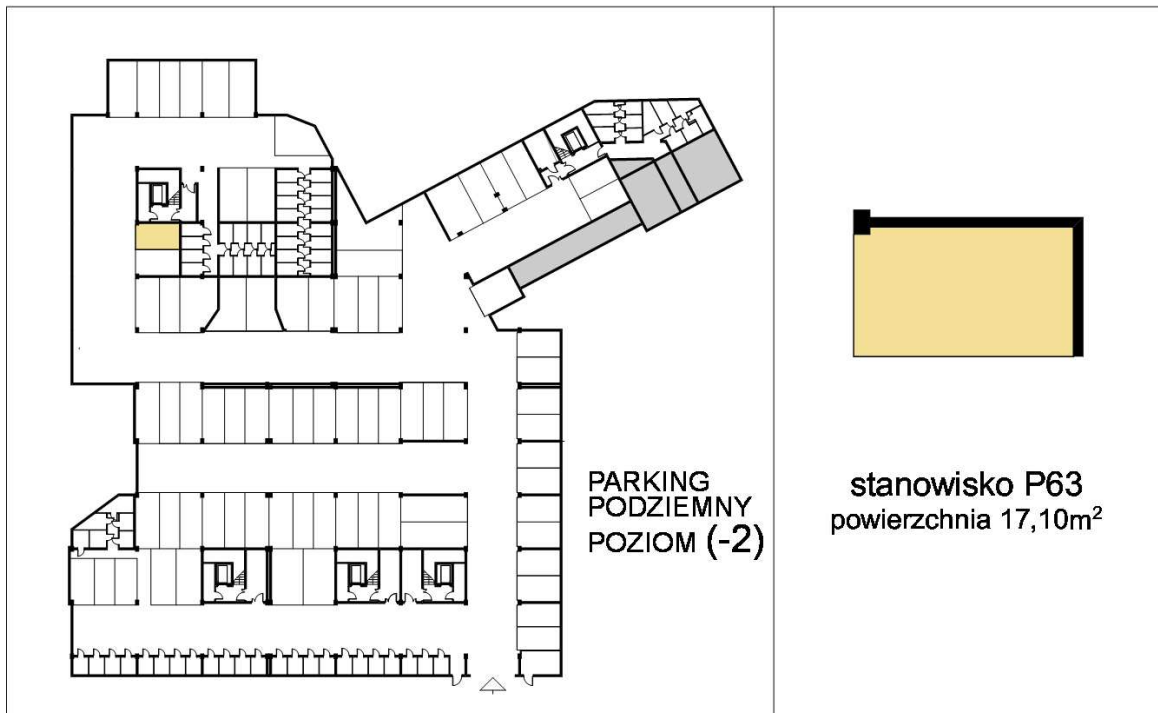 PARKING
PODZIEMNY
POZIOM (-2)
stanowisko P63
powierzchnia 17,10m²